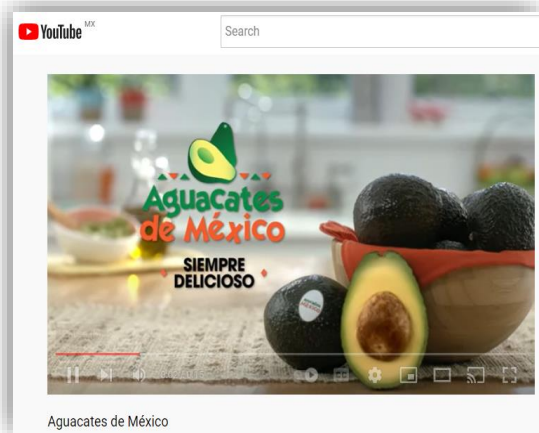 YouTube MX
Search
Aguacates
de México
SIEMPRE
DELICIOSO
Aguacates de México